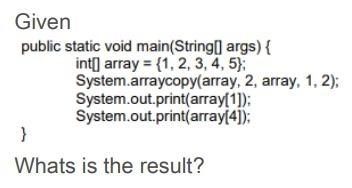 Given
public static void main(String[] args) {
int[] array = {1, 2, 3, 4, 5};
System.arraycopy(array, 2, array, 1, 2);
System.out.print(array[1]);
System.out.print(array[4]);
}
Whats is the result?